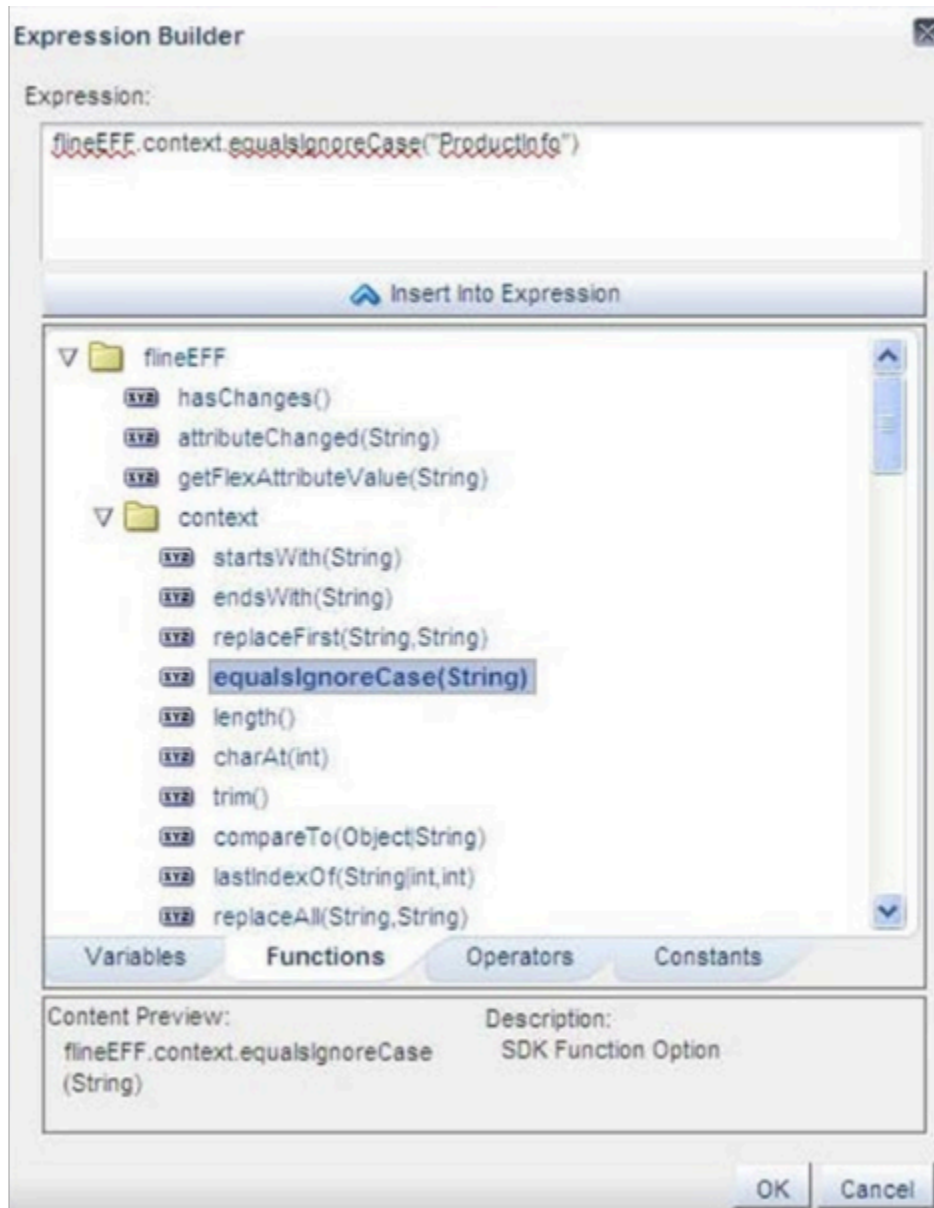 Expression Builder
Expression:
flineEFF.context.equalsIgnoreCase("ProductInfo")
Insert Into Expression
flineEFF
hasChanges()
attributeChanged(String)
getFlexAttributeValue(String)
context
startsWith(String)
endsWith(String)
replaceFirst(String,String)
equalsIgnoreCase(String)
length()
charAt(int)
trim()
compareTo(Object|String)
lastIndexOf(String|int,int)
replaceAll(String,String)
Variables Functions Operators Constants
Content Preview: Description:
flineEFF.context.equalsIgnoreCase SDK Function Option
(String)
OK Cancel